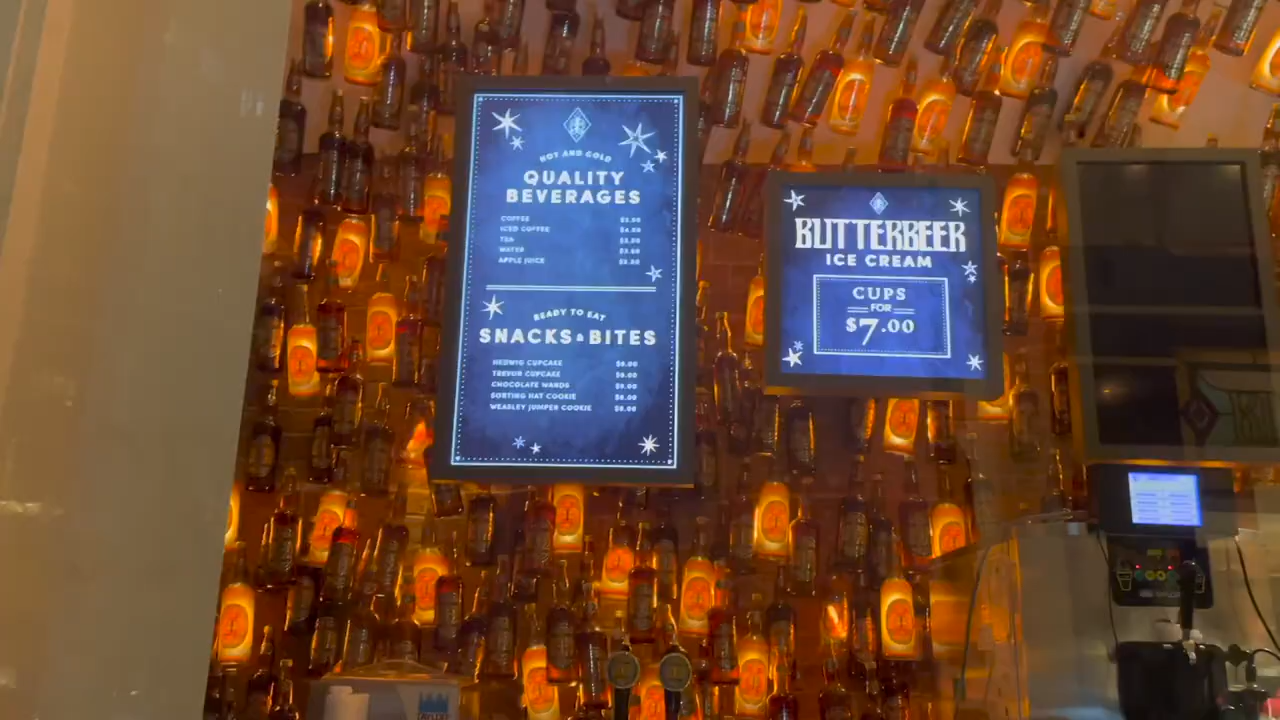 HOT AND COLD
QUALITY
BEVERAGES
COFFEE
ICED COFFEE
TEA
WATER
APPLE JUICE
READY TO EAT
SNACKS & BITES
HEDWIG CUPCAKE
TREVOR CUPCAKE
CHOCOLATE WANDS
SORTING HAT COOKIE
WEASLEY JUMPER COOKIE
BUTTERBEER
ICE CREAM
CUPS
FOR
$7.00